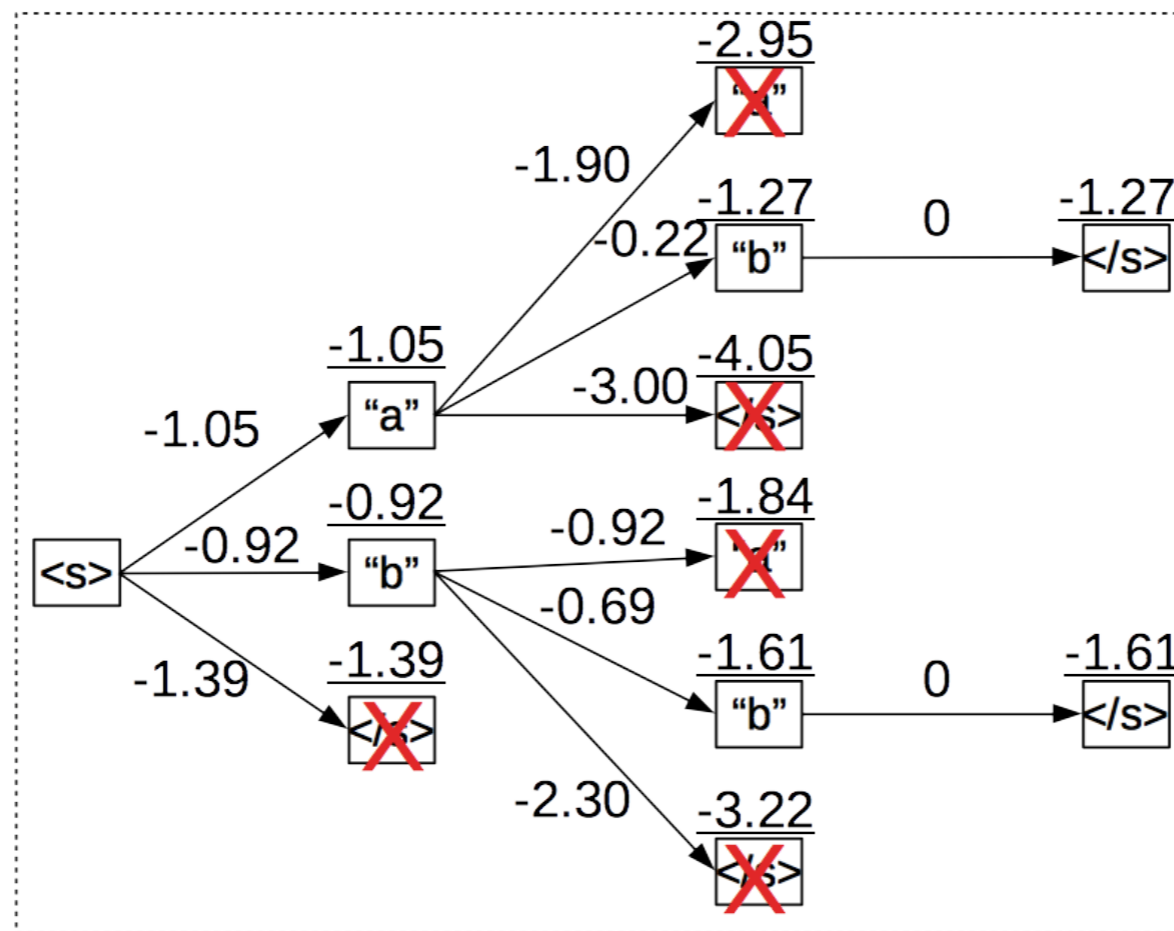 -2.95
“a”
-1.90
-1.27
-1.27
0
-0.22
“b”
</s>
-1.05
-4.05
-3.00
“a”
</s>
-1.05
-0.92
-1.84
-0.92
-0.92
“a”
<s>
“b”
-0.69
-1.39
-1.61
-1.61
-1.39
0
</s>
“b”
</s>
-2.30
-3.22
</s>